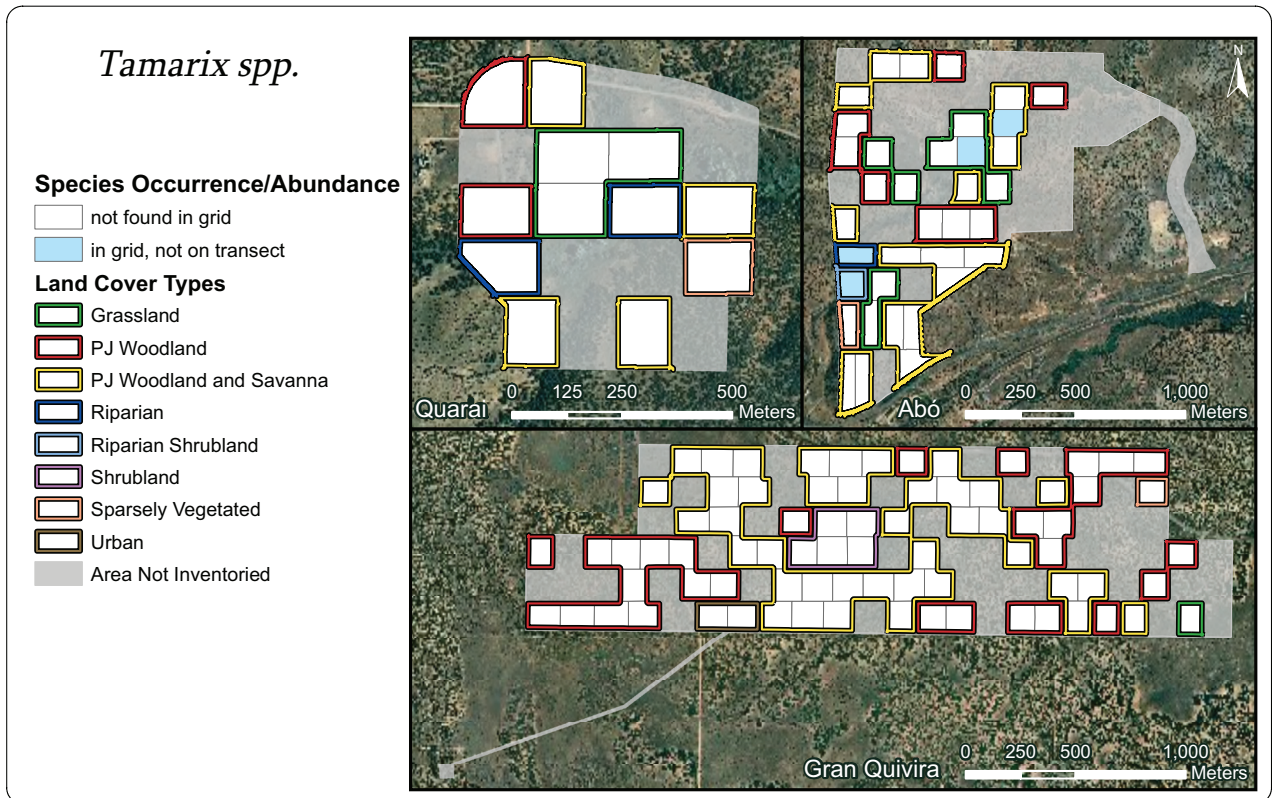 Tamarix spp.
Species Occurrence/Abundance
not found in grid
in grid, not on transect
Land Cover Types
Grassland
PJ Woodland
PJ Woodland and Savanna
Riparian
Riparian Shrubland
Shrubland
Sparsely Vegetated
Urban
Area Not Inventoried
0 125 250 500
Quarai Meters
N
0 250 500 1,000
Abó Meters
0 250 500 1,000
Gran Quivira Meters